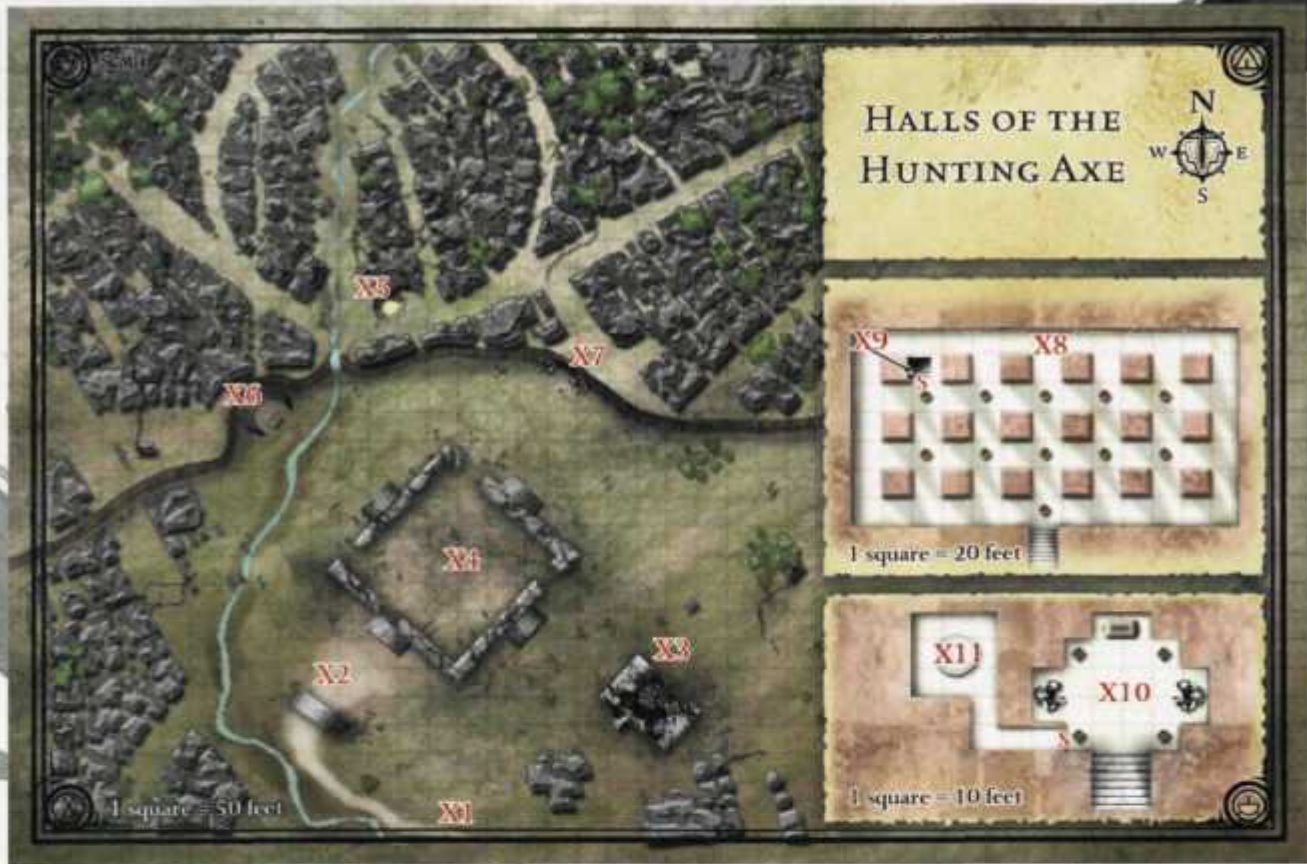 HALLS OF THE
HUNTING AXE
N
W
E
S
X5
X6
X7
X4
X2
X3
X1
1 square = 50 feet
X9
X8
S
1 square = 20 feet
X11
X10
S
1 square = 10 feet